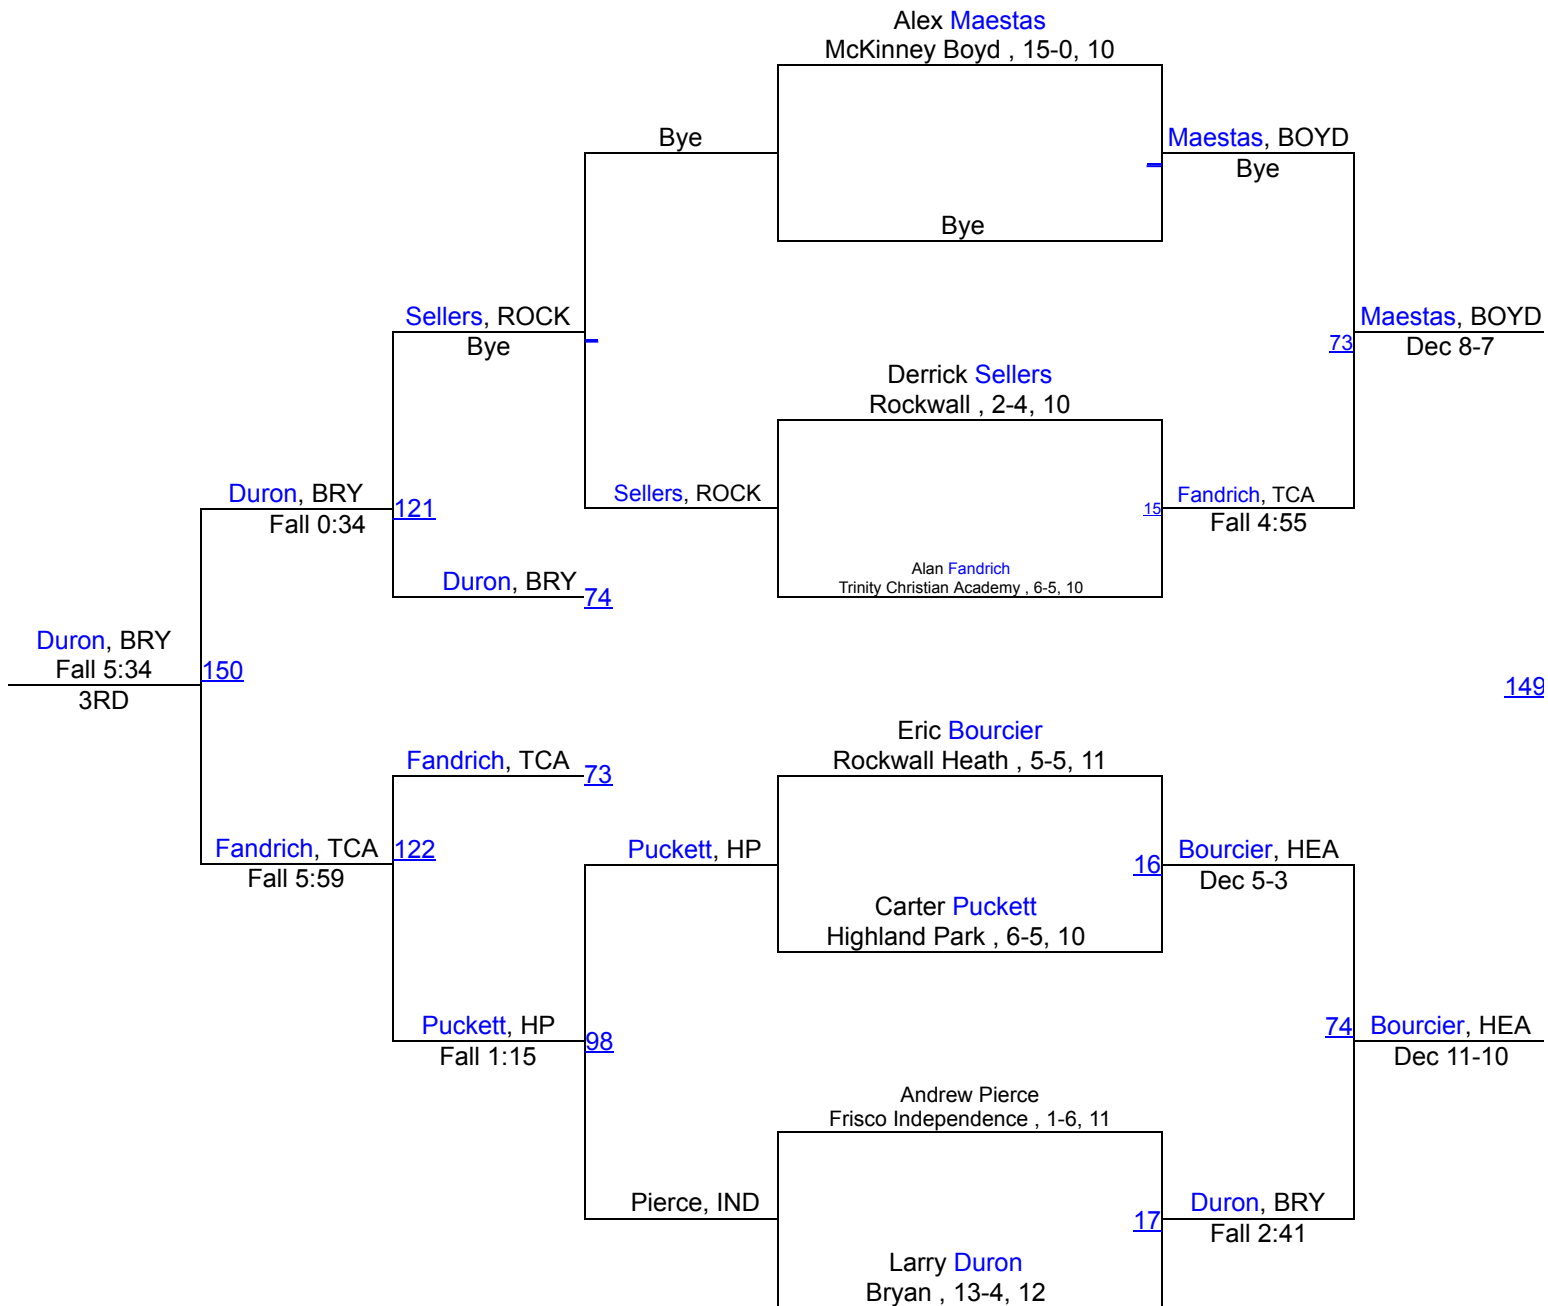 Alex Maestas
McKinney Boyd , 15-0, 10
Bye
Maestas, BOYD
Bye
Bye
Sellers, ROCK
Bye
Maestas, BOYD
73
Dec 8-7
Derrick Sellers
Rockwall , 2-4, 10
Duron, BRY
Fall 0:34
121
Sellers, ROCK
15
Fandrich, TCA
Fall 4:55
Alan Fandrich
Trinity Christian Academy , 6-5, 10
Duron, BRY
74
Duron, BRY
Fall 5:34
150
3RD
149
Eric Bourcier
Rockwall Heath , 5-5, 11
Fandrich, TCA
73
Fandrich, TCA
122
Fall 5:59
Puckett, HP
16
Bourcier, HEA
Dec 5-3
Carter Puckett
Highland Park , 6-5, 10
Puckett, HP
Fall 1:15
98
74
Bourcier, HEA
Dec 11-10
Andrew Pierce
Frisco Independence , 1-6, 11
Pierce, IND
17
Duron, BRY
Fall 2:41
Larry Duron
Bryan , 13-4, 12